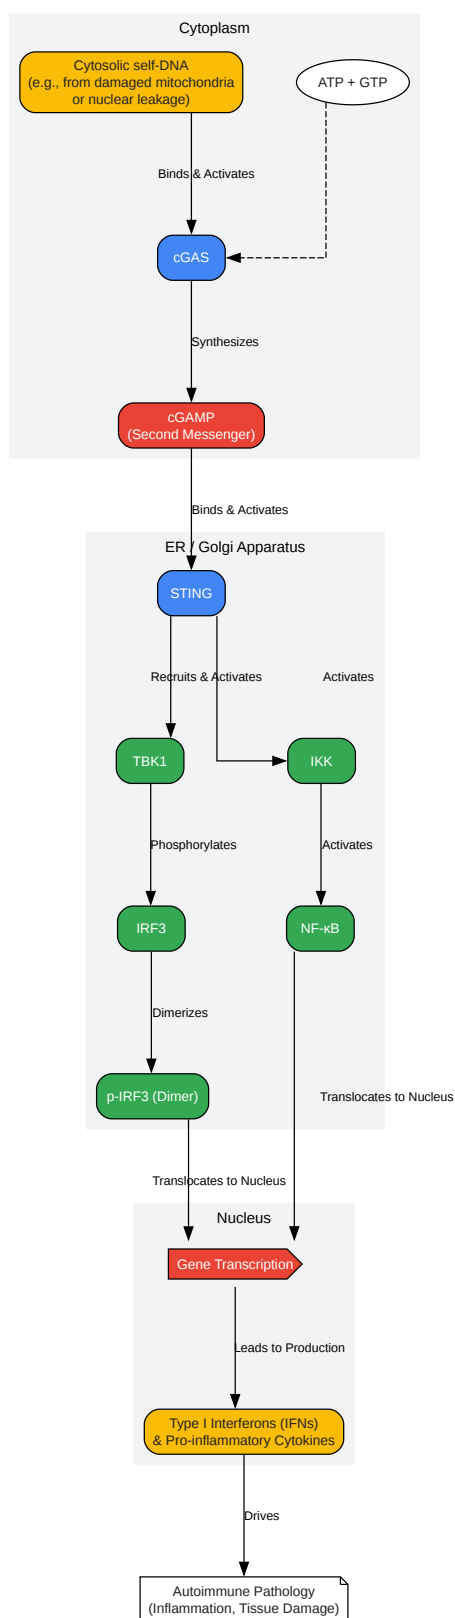 Cytoplasm
Cytosolic self-DNA
(e.g., from damaged mitochondria
or nuclear leakage)
ATP + GTP
Binds & Activates
cGAS
Synthesizes
cGAMP
(Second Messenger)
Binds & Activates
ER / Golgi Apparatus
STING
Recruits & Activates
Activates
TBK1
IKK
Phosphorylates
Activates
IRF3
NF-κB
Dimerizes
p-IRF3 (Dimer)
Translocates to Nucleus
Translocates to Nucleus
Nucleus
Gene Transcription
Leads to Production
Type I Interferons (IFNs)
& Pro-inflammatory Cytokines
Drives
Autoimmune Pathology
(Inflammation, Tissue Damage)